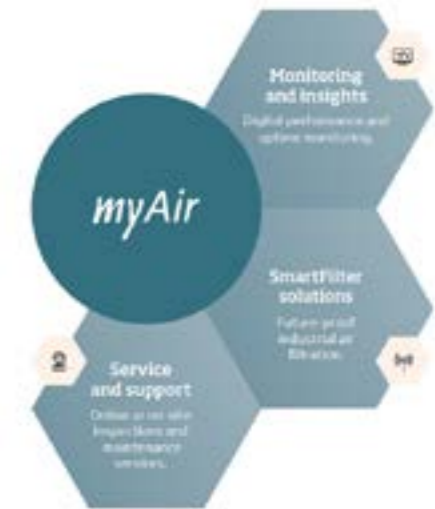 Monitoring
and insights
Digital performance and
uptime monitoring.
myAir
SmartFilter
solutions
Future-proof
industrial air
filtration.
Service
and support
Online or on-site
inspections and
maintenance
services.